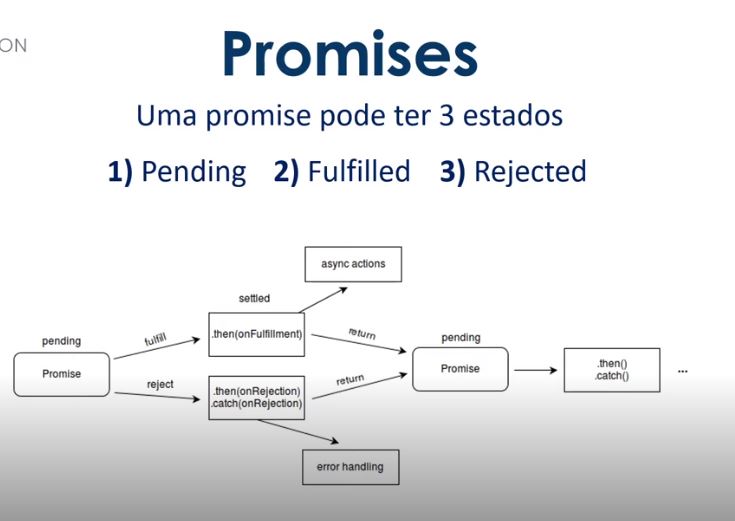 ON
Promises
Uma promise pode ter 3 estados
1) Pending 2) Fulfilled 3) Rejected
async actions
settled
pending
fulfill
.then(onFulfillment)
return
pending
Promise
reject
.then(onRejection)
.catch(onRejection)
return
Promise
.then()
.catch()
...
error handling